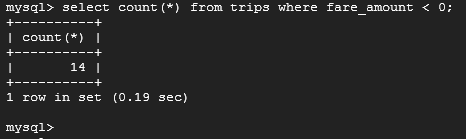 mysql> select count(*) from trips where fare_amount < 0;
+----------+
| count(*) |
+----------+
|       14 |
+----------+
1 row in set (0.19 sec)
mysql>